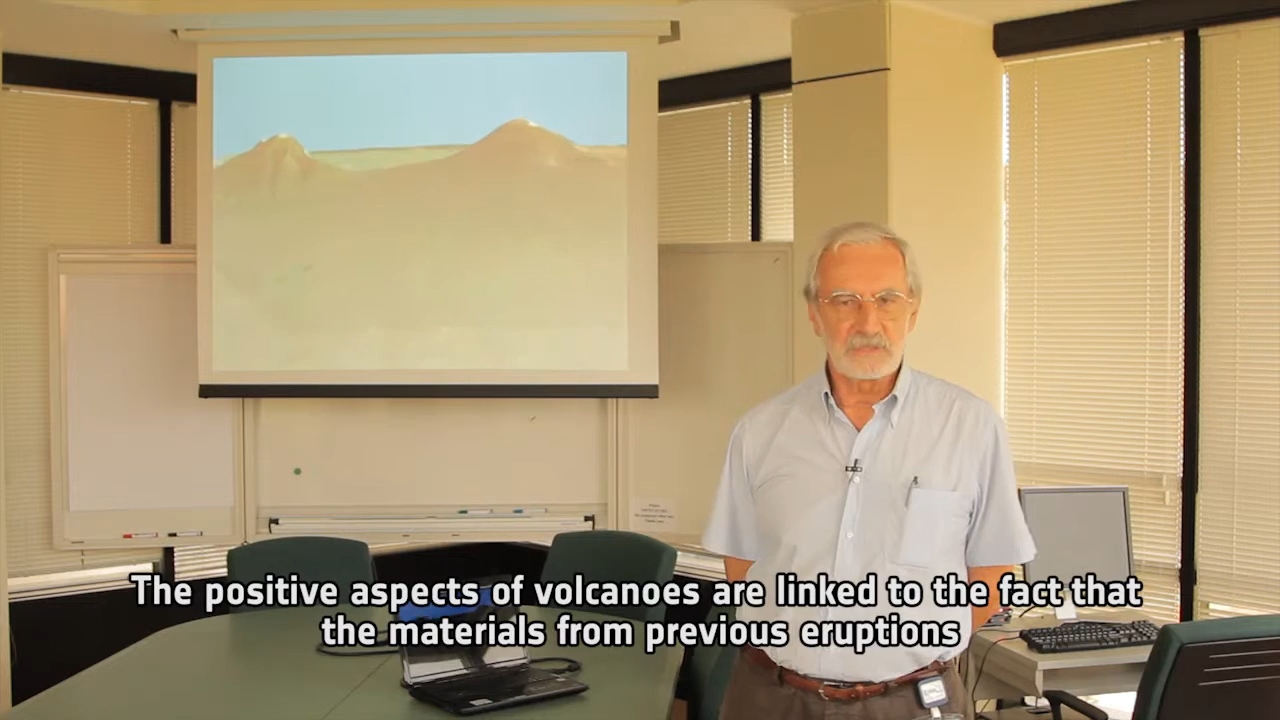 The positive aspects of volcanoes are linked to the fact that
the materials from previous eruptions